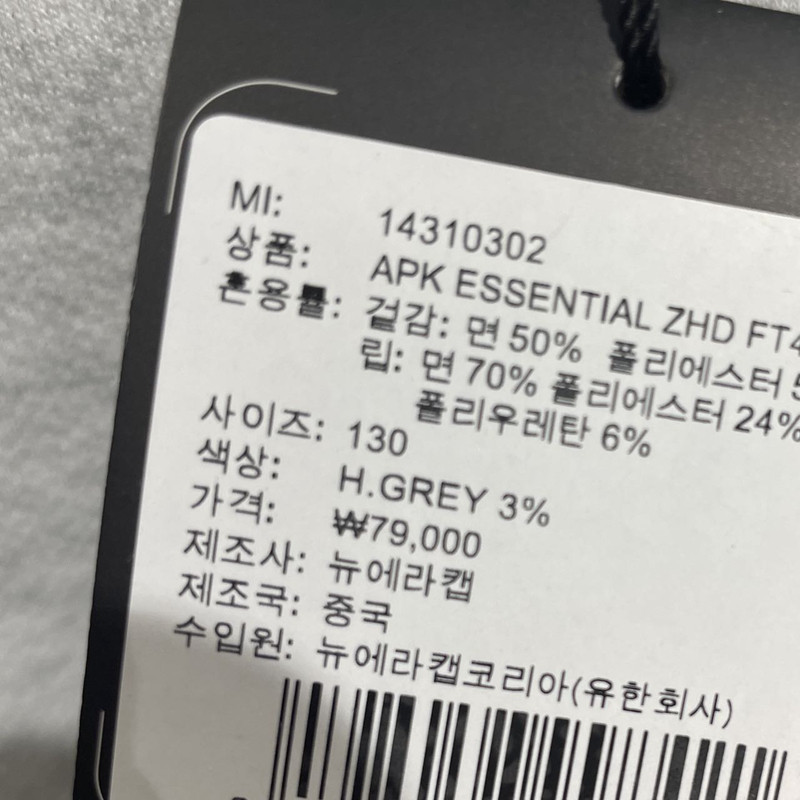 MI: 14310302
상품: APK ESSENTIAL ZHD FT4
혼용률: 겉감: 면 50% 폴리에스터 5
립: 면 70% 폴리에스터 24%
폴리우레탄 6%
사이즈: 130
색상: H.GREY 3%
가격: ₩79,000
제조사: 뉴에라캡
제조국: 중국
수입원: 뉴에라캡코리아(유한회사)